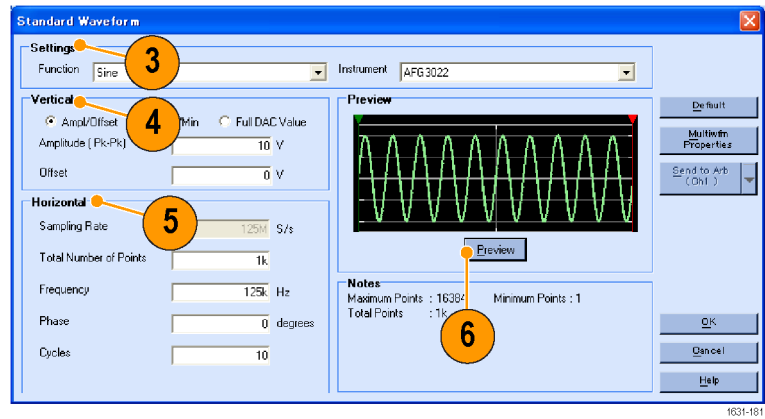 Standard Waveform
Settings
3
Function Sine
Instrument AFG3022
Vertical
4
Ampl/Offset /Min Full DAC Value
Amplitude (Pk-Pk) 10 V
Offset 0 V
Horizontal
5
Sampling Rate 125M S/s
Total Number of Points 1k
Frequency 125k Hz
Phase 0 degrees
Cycles 10
Preview
Preview
6
Notes
Maximum Points : 16384 Minimum Points : 1
Total Points : 1k
Default
Multiwfm
Properties
Send to Arb
(Ch1 )
OK
Cancel
Help
1631-181